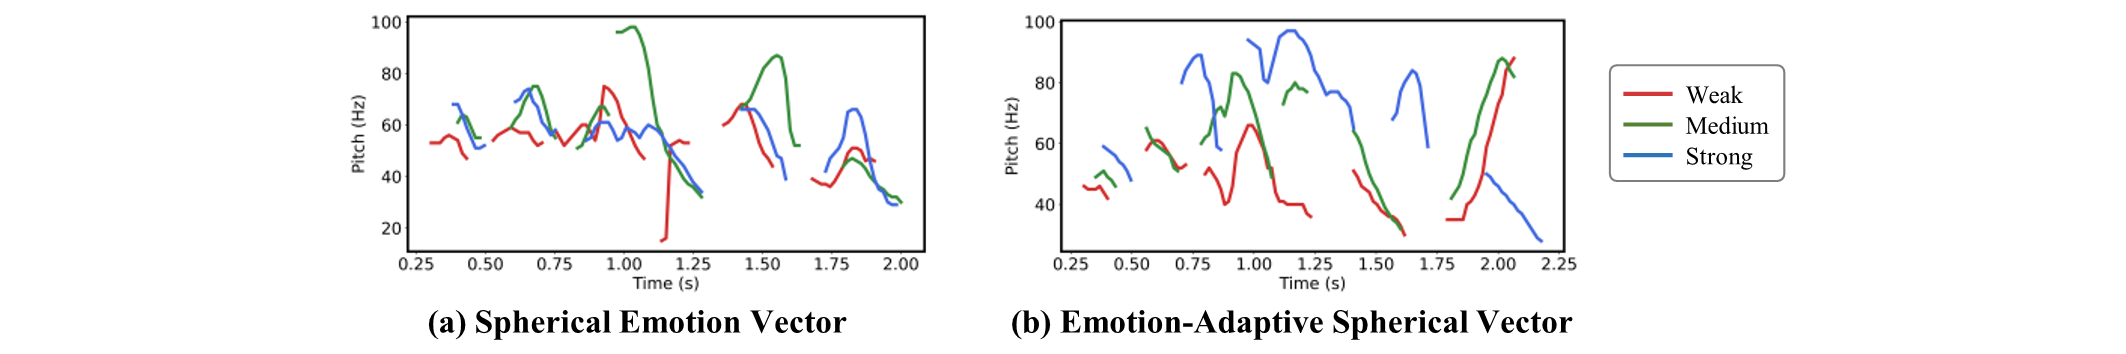 100
80
60
40
20
Pitch (Hz)
0.25 0.50 0.75 1.00 1.25 1.50 1.75 2.00
Time (s)
(a) Spherical Emotion Vector
100
80
60
40
Pitch (Hz)
0.25 0.50 0.75 1.00 1.25 1.50 1.75 2.00 2.25
Time (s)
(b) Emotion-Adaptive Spherical Vector
Weak
Medium
Strong